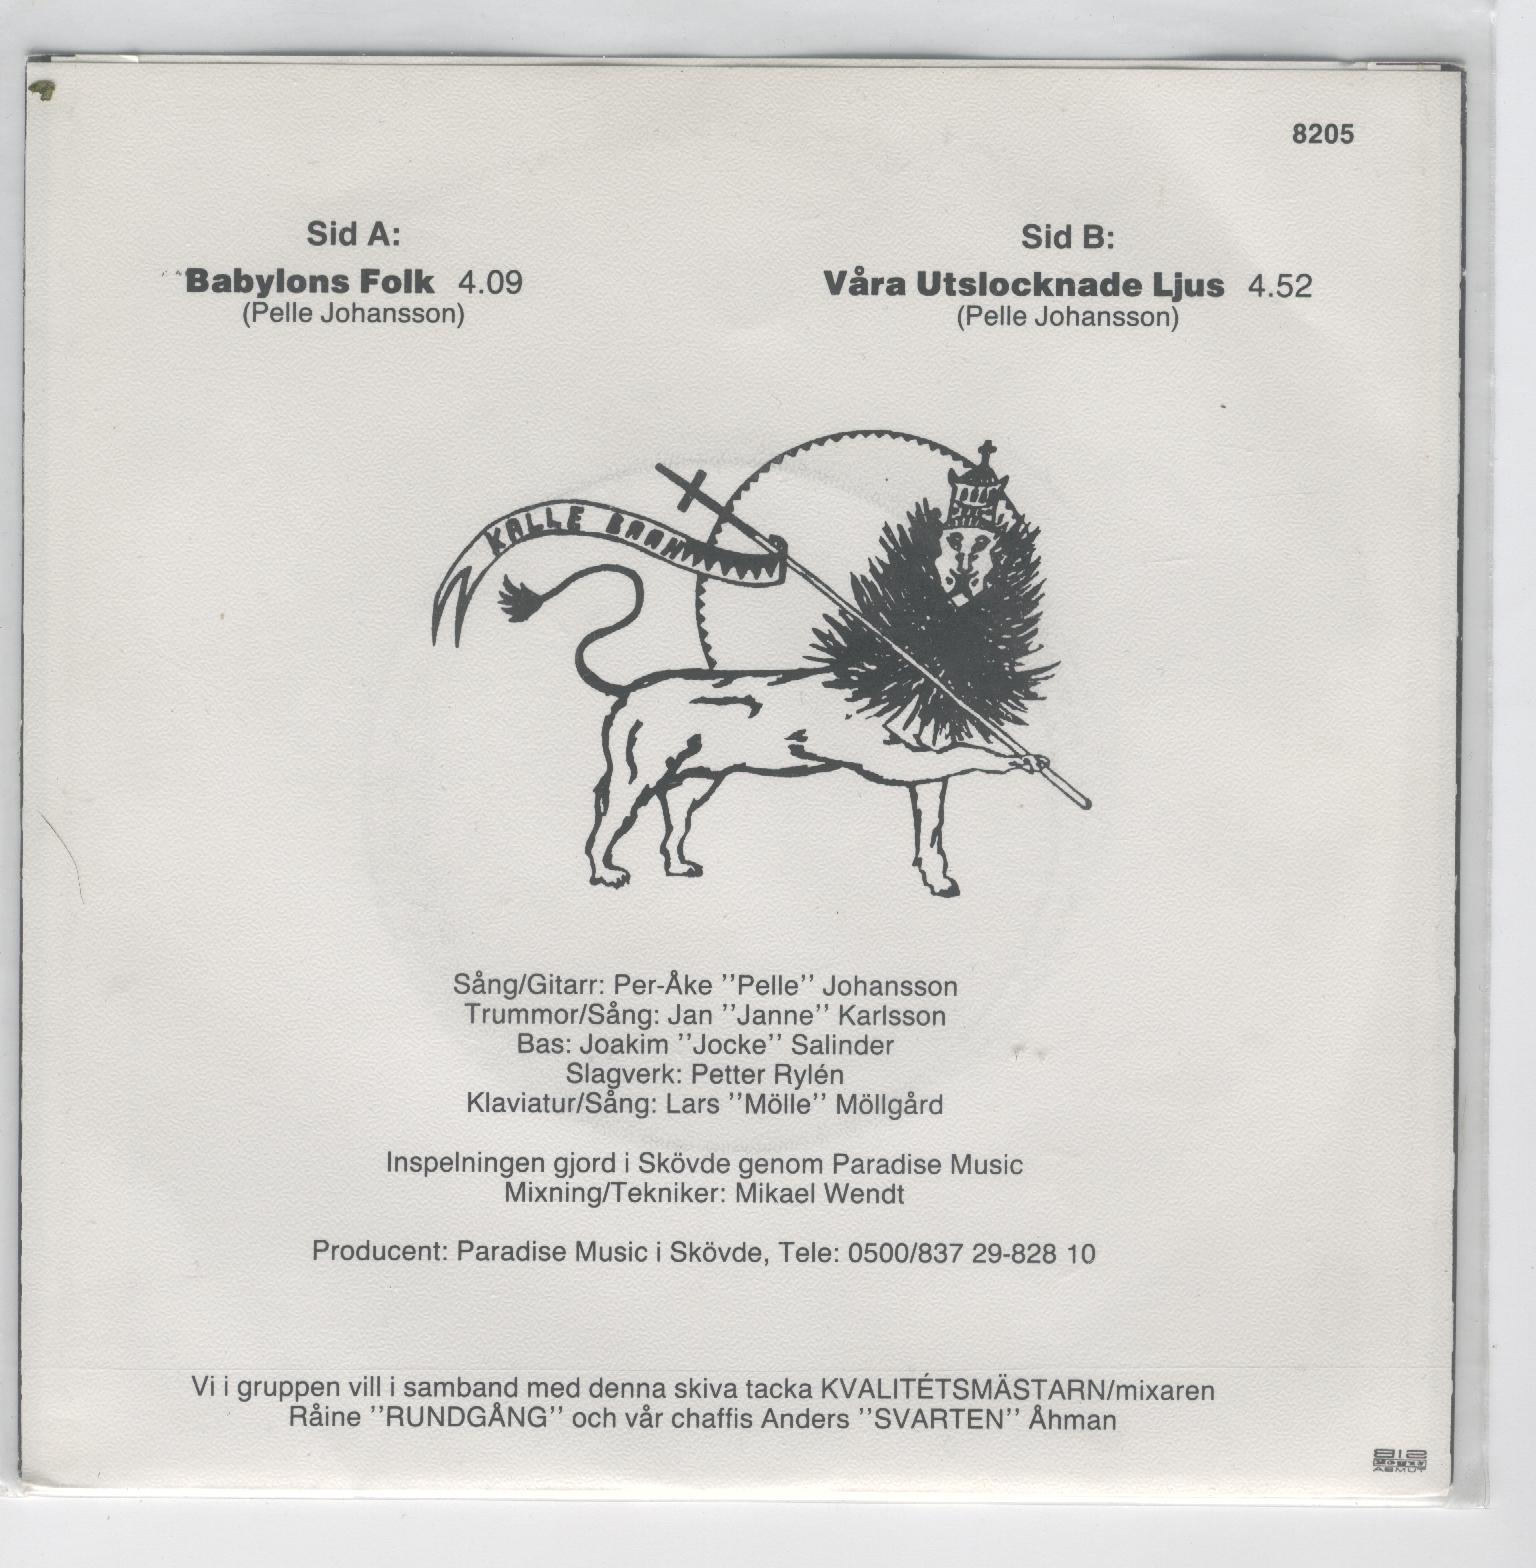 8205
Sid A:
Babylons Folk 4.09
(Pelle Johansson)
Sid B:
Våra Utslocknade Ljus 4.52
(Pelle Johansson)
KALLE BAAH
Sång/Gitarr: Per-Åke ”Pelle” Johansson
Trummor/Sång: Jan ”Janne” Karlsson
Bas: Joakim ”Jocke” Salinder
Slagverk: Petter Rylén
Klaviatur/Sång: Lars ”Mölle” Möllgård
Inspelningen gjord i Skövde genom Paradise Music
Mixning/Tekniker: Mikael Wendt
Producent: Paradise Music i Skövde, Tele: 0500/837 29-828 10
Vi i gruppen vill i samband med denna skiva tacka KVALITÉTSMÄSTARN/mixaren
Råine ”RUNDGÅNG” och vår chaffis Anders ”SVARTEN” Åhman